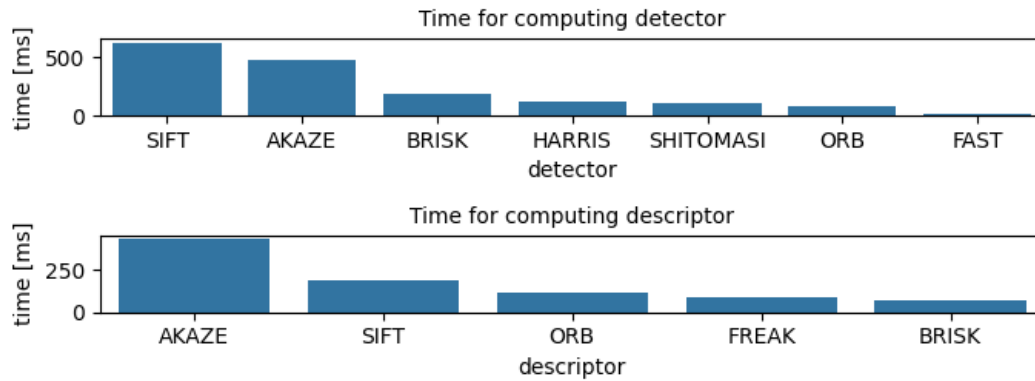 Time for computing detector
time [ms]
500
0
SIFT AKAZE BRISK HARRIS SHITOMASI ORB FAST
detector
Time for computing descriptor
time [ms]
250
0
AKAZE SIFT ORB FREAK BRISK
descriptor